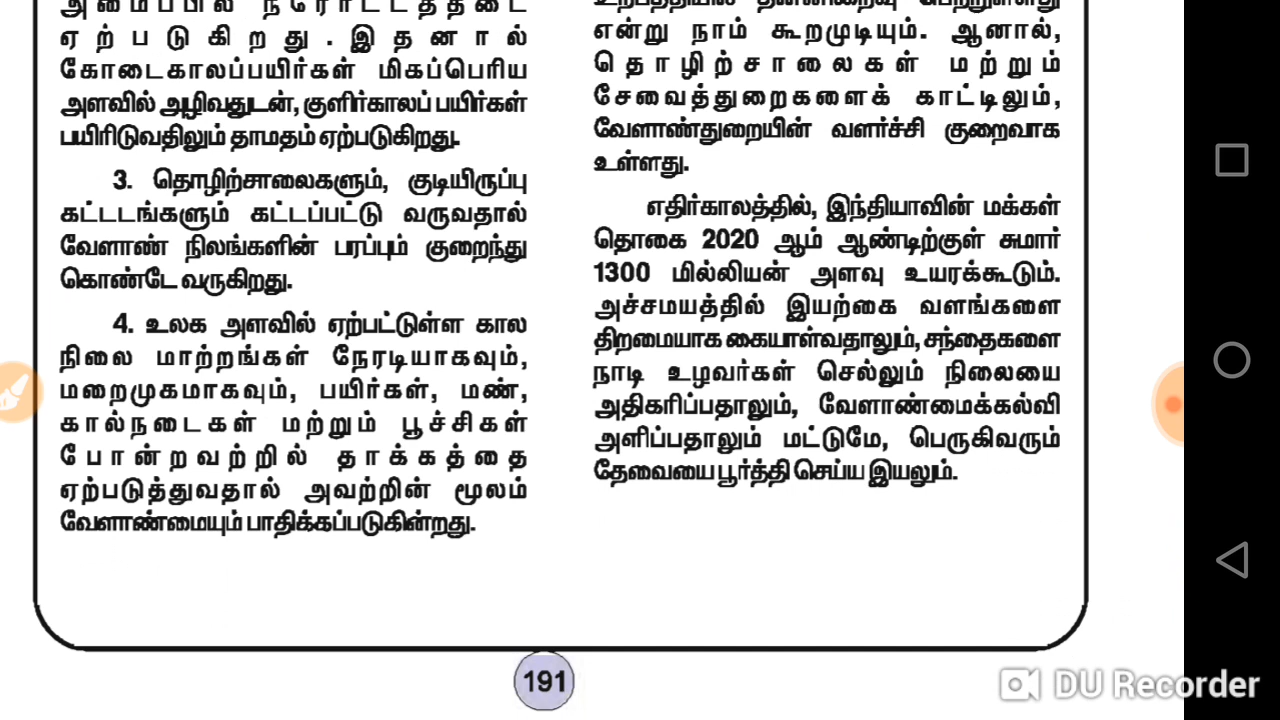 ஏற்படுகிறது. இதனால்
கோடைகாலப்பயிர்கள் மிகப்பெரிய
அளவில் அழிவதுடன், குளிர்காலப் பயிர்கள்
பயிரிடுவதிலும் தாமதம் ஏற்படுகிறது.
3. தொழிற்சாலைகளும், குடியிருப்பு
கட்டடங்களும் கட்டப்பட்டு வருவதால்
வேளாண் நிலங்களின் பரப்பும் குறைந்து
கொண்டே வருகிறது.
4. உலக அளவில் ஏற்பட்டுள்ள கால
நிலை மாற்றங்கள் நேரடியாகவும்,
மறைமுகமாகவும், பயிர்கள், மண்,
கால்நடைகள் மற்றும் பூச்சிகள்
போன்றவற்றில் தாக்கத்தை
ஏற்படுத்துவதால் அவற்றின் மூலம்
வேளாண்மையும் பாதிக்கப்படுகின்றது.
என்று நாம் கூறமுடியும். ஆனால்,
தொழிற்சாலைகள் மற்றும்
சேவைத்துறைகளைக் காட்டிலும்,
வேளாண்துறையின் வளர்ச்சி குறைவாக
உள்ளது.
எதிர்காலத்தில், இந்தியாவின் மக்கள்
தொகை 2020 ஆம் ஆண்டிற்குள் சுமார்
1300 மில்லியன் அளவு உயரக்கூடும்.
அச்சமயத்தில் இயற்கை வளங்களை
திறமையாக கையாள்வதாலும், சந்தைகளை
நாடி உழவர்கள் செல்லும் நிலையை
அதிகரிப்பதாலும், வேளாண்மைக்கல்வி
அளிப்பதாலும் மட்டுமே, பெருகிவரும்
தேவையை பூர்த்தி செய்ய இயலும்.
191
DU Recorder